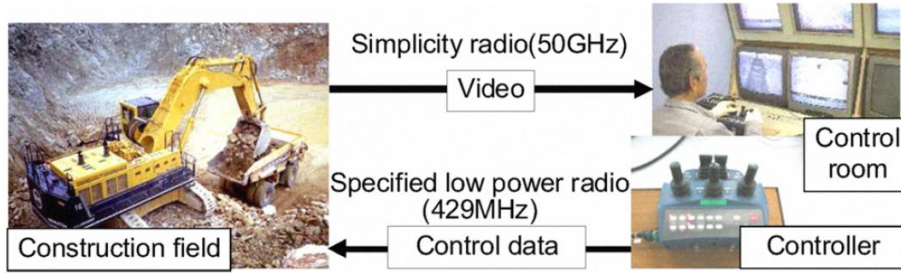 Simplicity radio(50GHz)
Video
Control
room
Specified low power radio
(429MHz)
Control data
Construction field
Controller